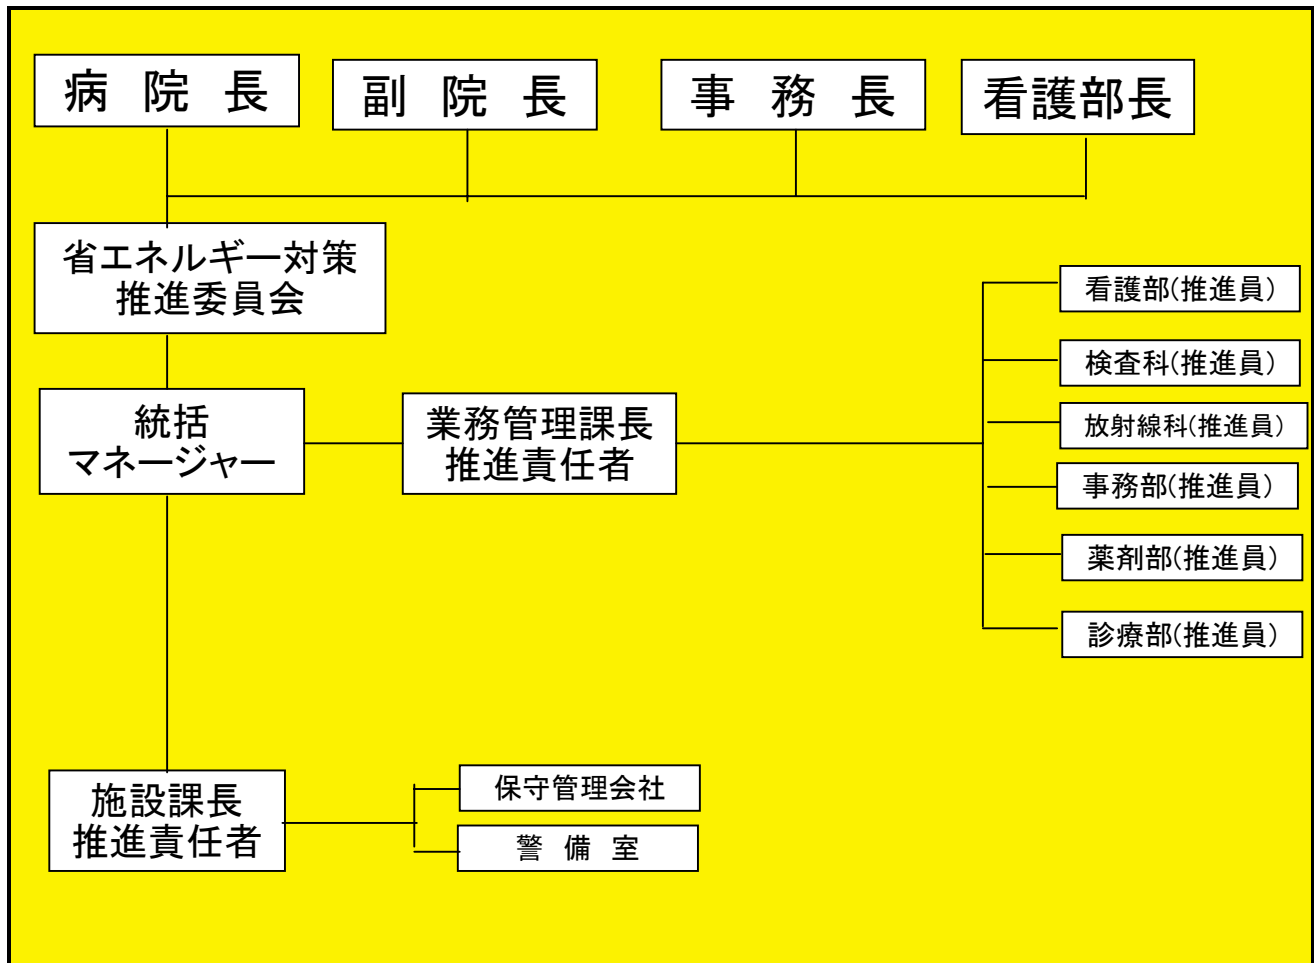 病 院 長
副 院 長
事 務 長
看護部長
省エネルギー対策
推進委員会
統括
マネージャー
業務管理課長
推進責任者
看護部(推進員)
検査科(推進員)
放射線科(推進員)
事務部(推進員)
薬剤部(推進員)
診療部(推進員)
施設課長
推進責任者
保守管理会社
警 備 室